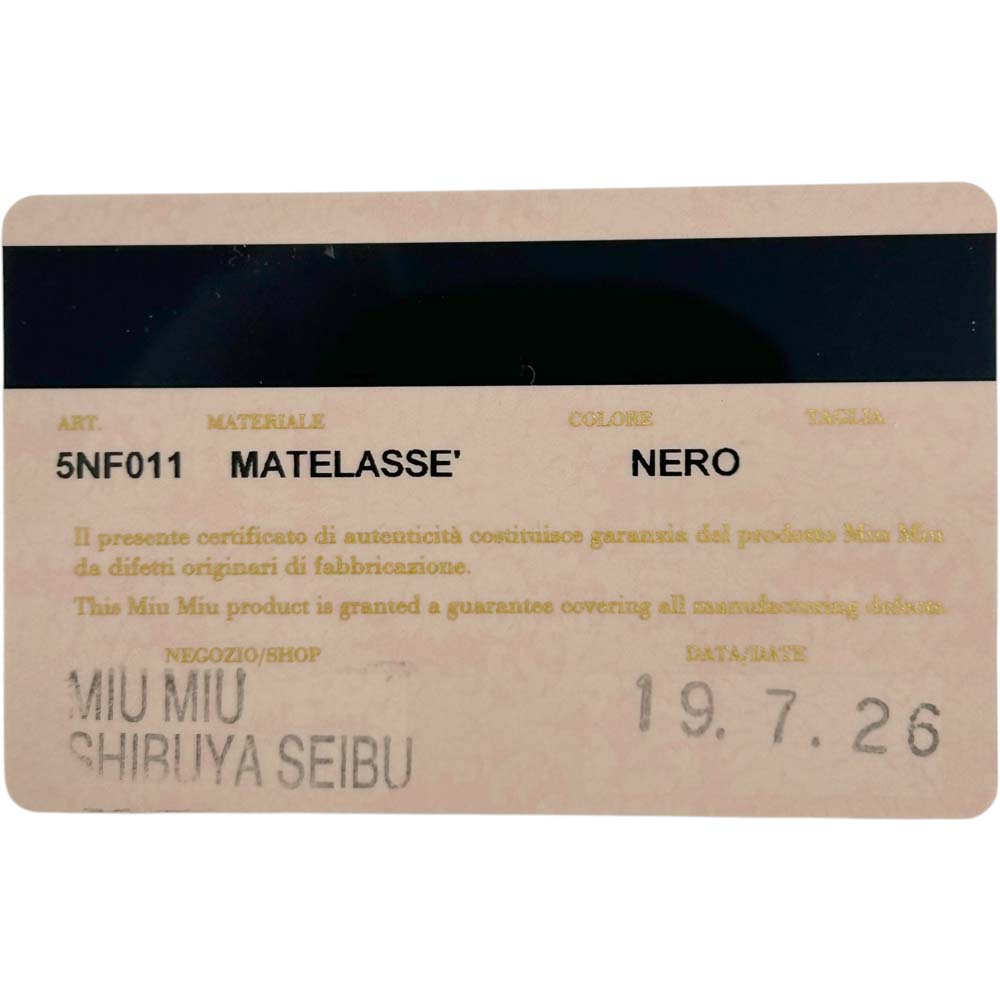 ART. MATERIALE COLORE TAGLIA
5NF011 MATELASSE' NERO
Il presente certificato di autenticità costituisce garanzia del prodotto Miu Miu
da difetti originari di fabbricazione.
This Miu Miu product is granted a guarantee covering all manufacturing defects.
NEGOZIO/SHOP DATA/DATE
MIU MIU
SHIBUYA SEIBU
19. 7. 26